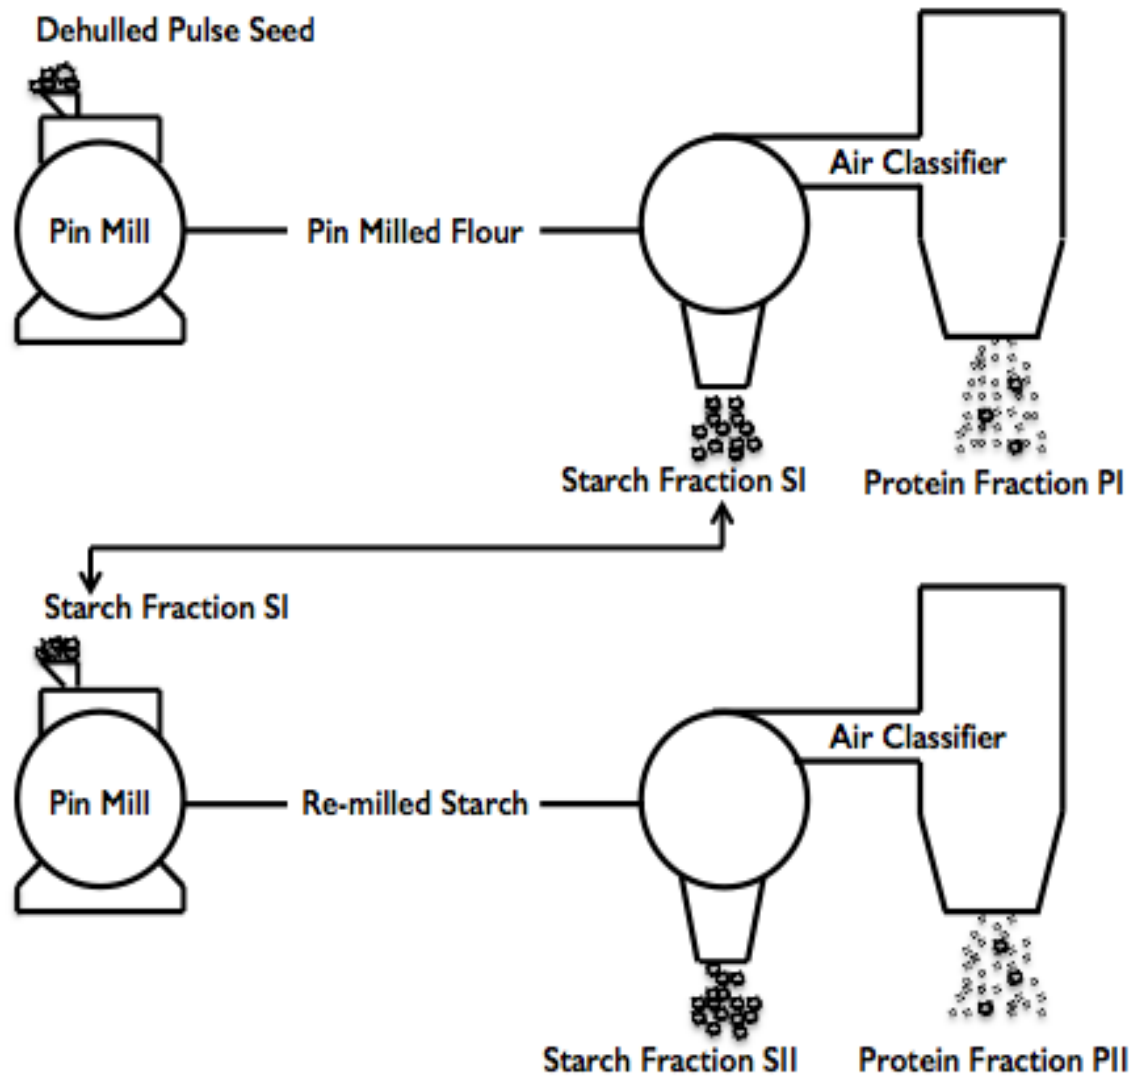 Dehulled Pulse Seed
Air Classifier
Pin Mill
Pin Milled Flour
Starch Fraction SI
Protein Fraction PI
Starch Fraction SI
Air Classifier
Pin Mill
Re-milled Starch
Starch Fraction SII
Protein Fraction PII